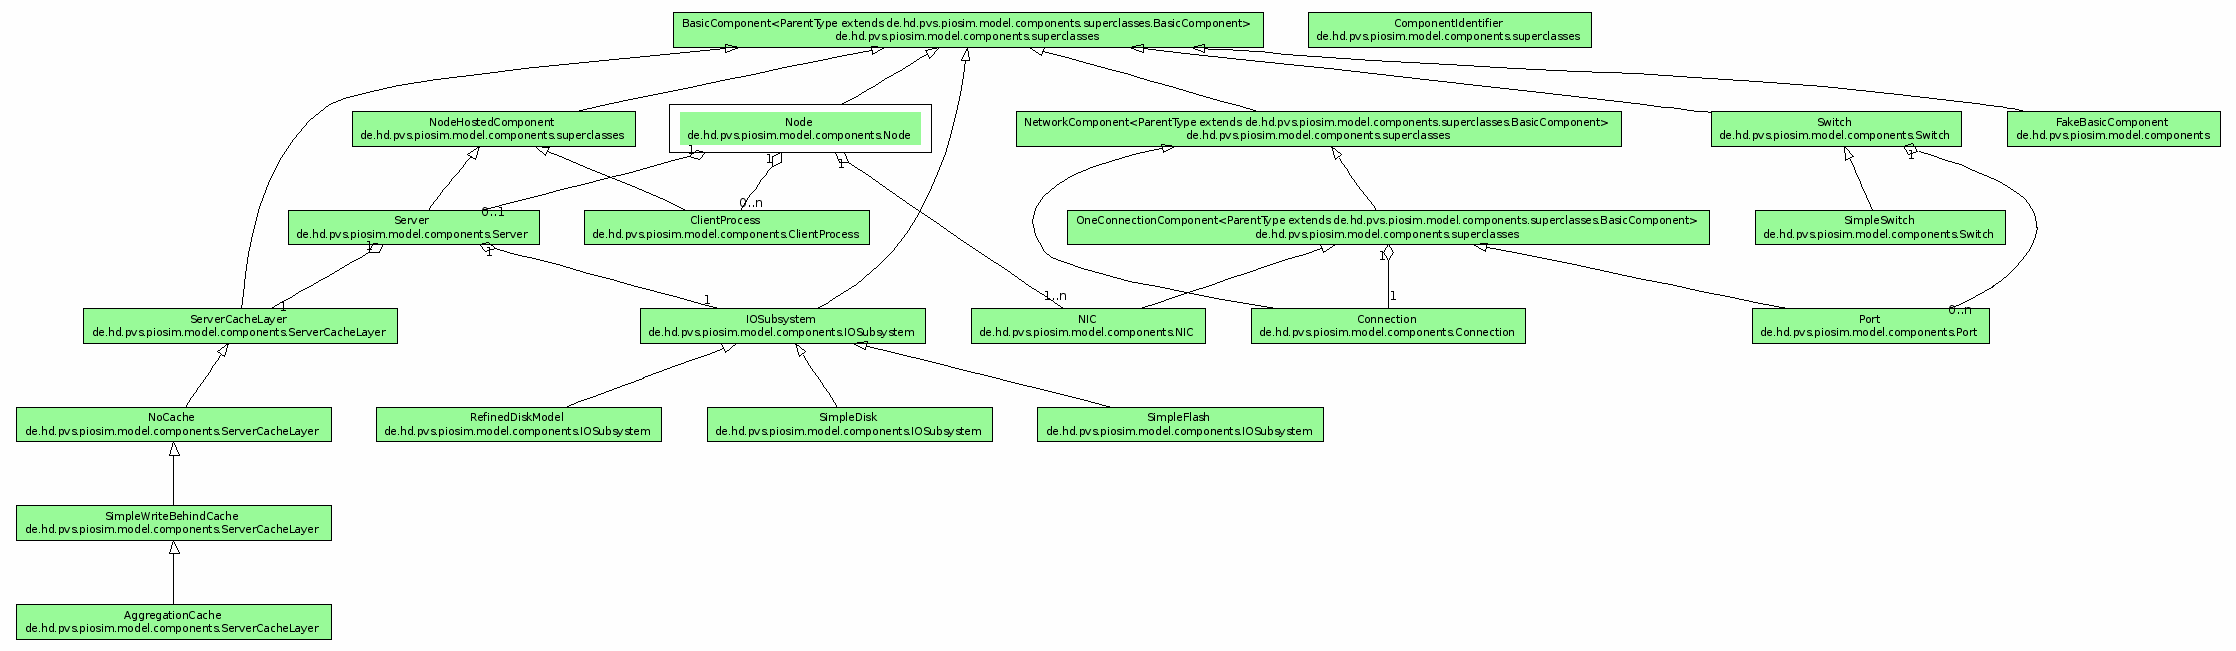 BasicComponent<ParentType extends de.hd.pvs.piosim.model.components.superclasses.BasicComponent>
de.hd.pvs.piosim.model.components.superclasses
ComponentIdentifier
de.hd.pvs.piosim.model.components.superclasses
NodeHostedComponent
de.hd.pvs.piosim.model.components.superclasses
Node
de.hd.pvs.piosim.model.components.Node
NetworkComponent<ParentType extends de.hd.pvs.piosim.model.components.superclasses.BasicComponent>
de.hd.pvs.piosim.model.components.superclasses
Switch
de.hd.pvs.piosim.model.components.Switch
FakeBasicComponent
de.hd.pvs.piosim.model.components
1
1
1
1
0..1
0..n
Server
de.hd.pvs.piosim.model.components.Server
ClientProcess
de.hd.pvs.piosim.model.components.ClientProcess
OneConnectionComponent<ParentType extends de.hd.pvs.piosim.model.components.superclasses.BasicComponent>
de.hd.pvs.piosim.model.components.superclasses
SimpleSwitch
de.hd.pvs.piosim.model.components.Switch
1
1
1
1
1
1..n
1
0..n
ServerCacheLayer
de.hd.pvs.piosim.model.components.ServerCacheLayer
IOSubsystem
de.hd.pvs.piosim.model.components.IOSubsystem
NIC
de.hd.pvs.piosim.model.components.NIC
Connection
de.hd.pvs.piosim.model.components.Connection
Port
de.hd.pvs.piosim.model.components.Port
NoCache
de.hd.pvs.piosim.model.components.ServerCacheLayer
RefinedDiskModel
de.hd.pvs.piosim.model.components.IOSubsystem
SimpleDisk
de.hd.pvs.piosim.model.components.IOSubsystem
SimpleFlash
de.hd.pvs.piosim.model.components.IOSubsystem
SimpleWriteBehindCache
de.hd.pvs.piosim.model.components.ServerCacheLayer
AggregationCache
de.hd.pvs.piosim.model.components.ServerCacheLayer